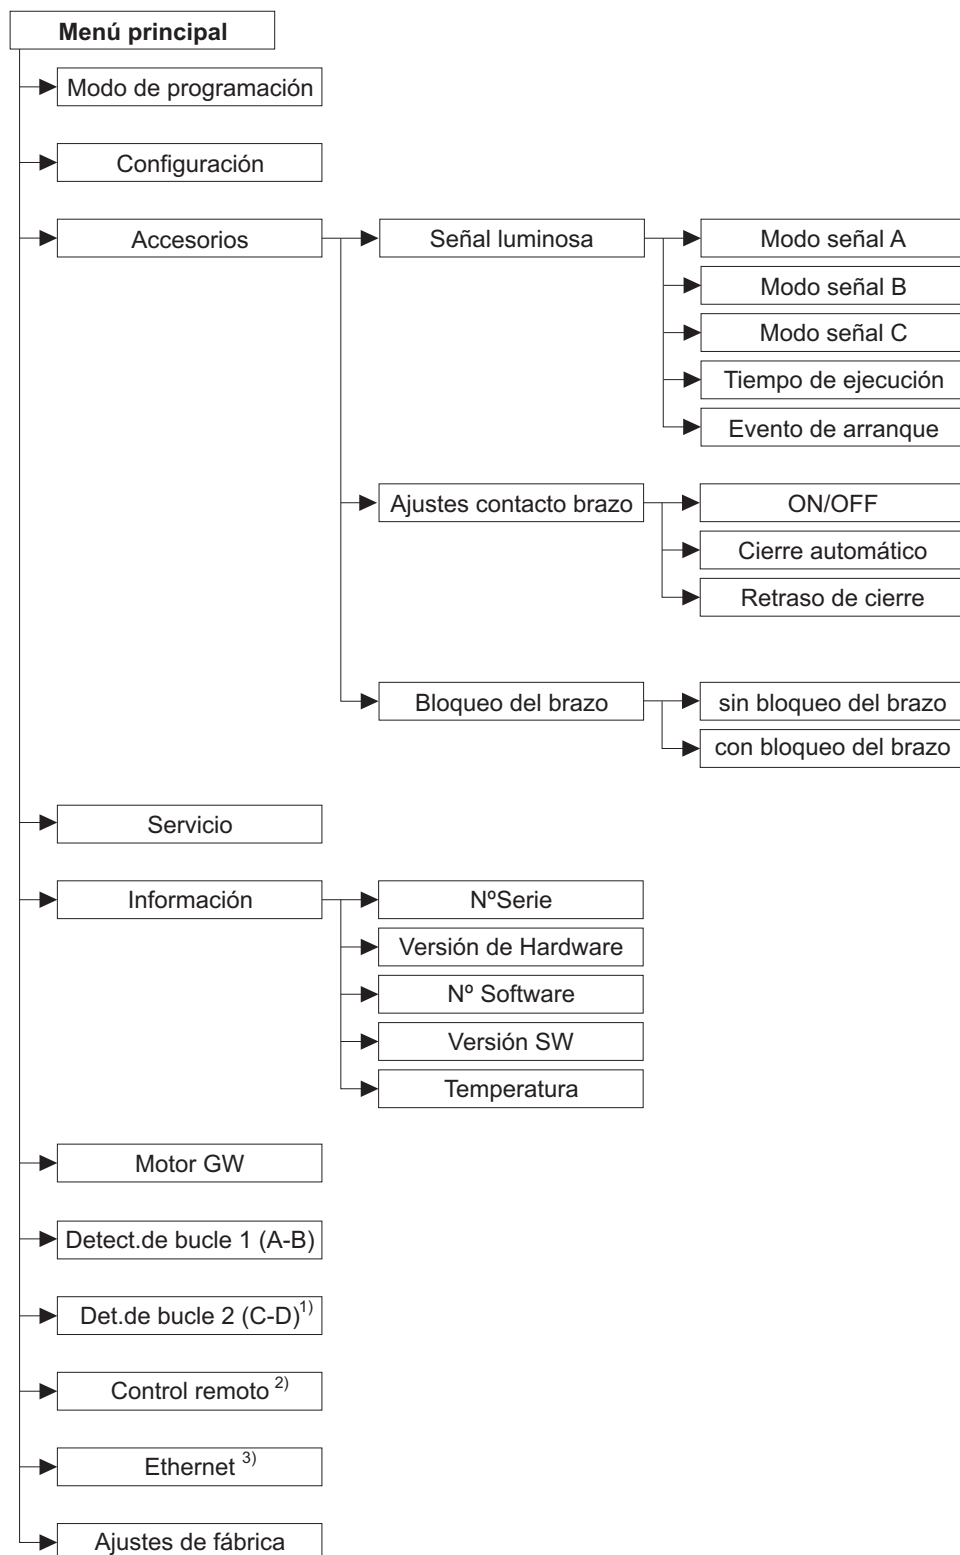 Menú principal
Modo de programación
Configuración
Accesorios
Señal luminosa
Modo señal A
Modo señal B
Modo señal C
Tiempo de ejecución
Evento de arranque
Ajustes contacto brazo
ON/OFF
Cierre automático
Retraso de cierre
Bloqueo del brazo
sin bloqueo del brazo
con bloqueo del brazo
Servicio
Información
NºSerie
Versión de Hardware
Nº Software
Versión SW
Temperatura
Motor GW
Detect.de bucle 1 (A-B)
Det.de bucle 2 (C-D)1)
Control remoto 2)
Ethernet 3)
Ajustes de fábrica